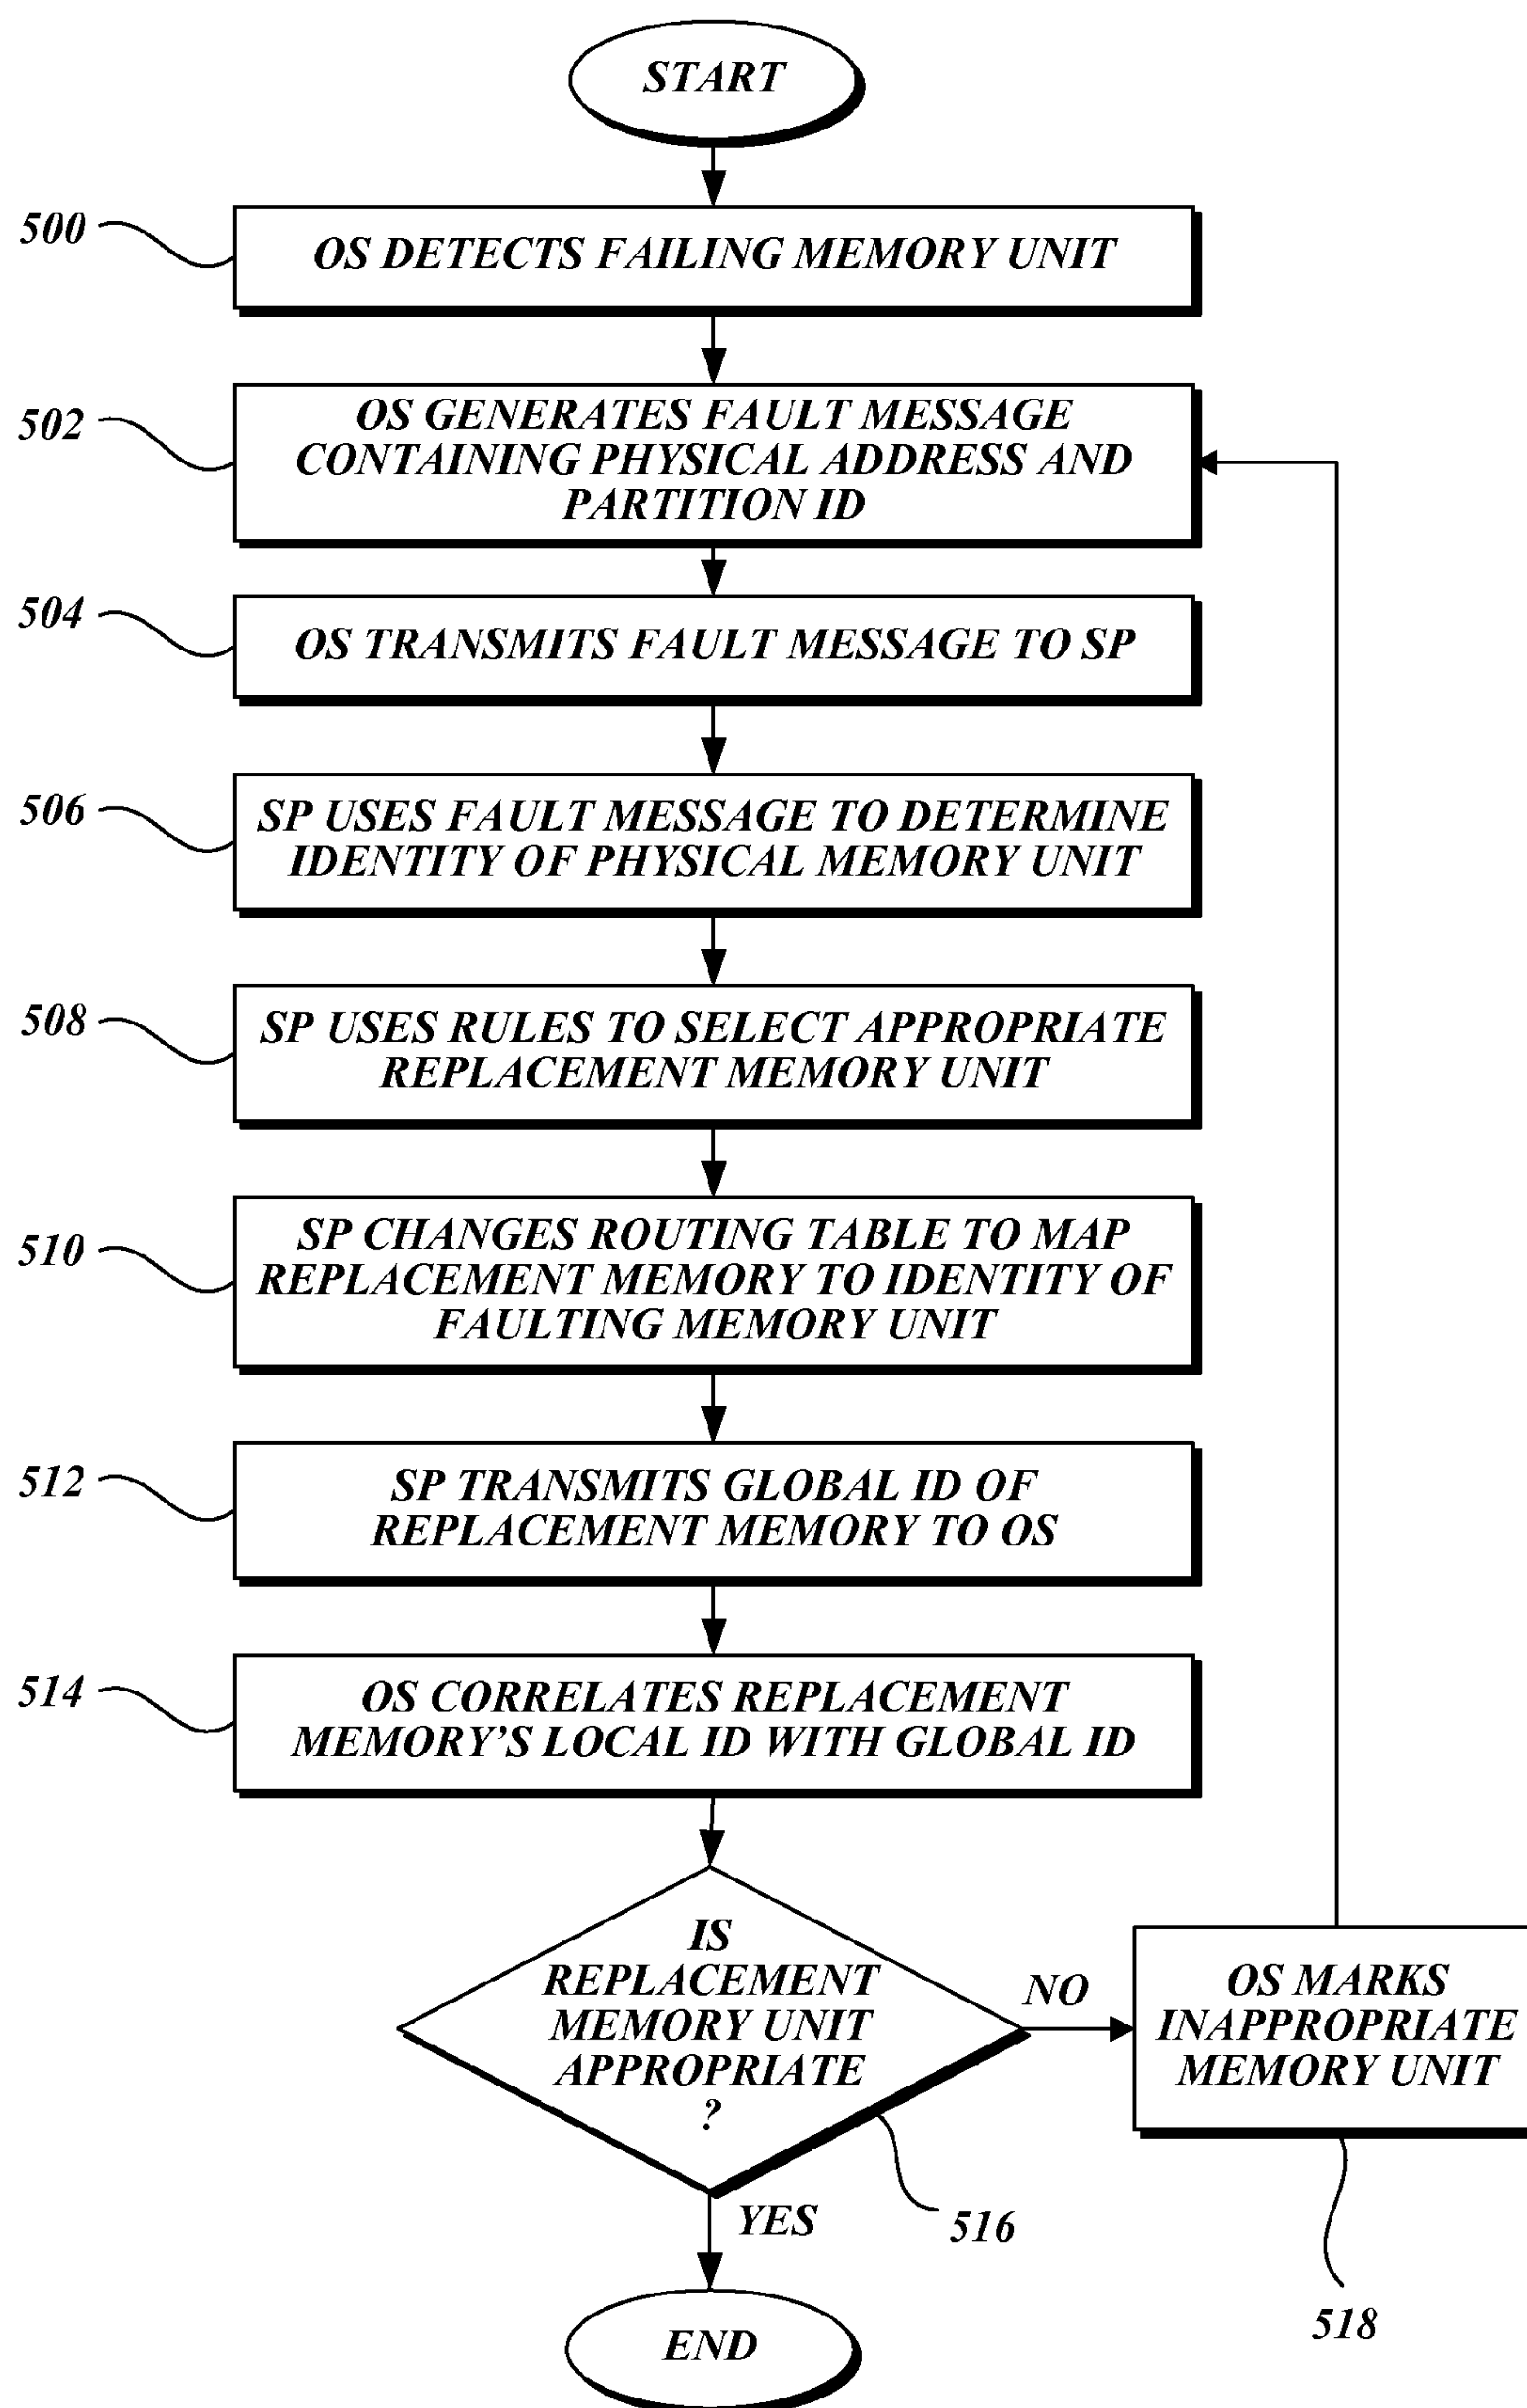 START
500
OS DETECTS FAILING MEMORY UNIT
502
OS GENERATES FAULT MESSAGE
CONTAINING PHYSICAL ADDRESS AND
PARTITION ID
504
OS TRANSMITS FAULT MESSAGE TO SP
506
SP USES FAULT MESSAGE TO DETERMINE
IDENTITY OF PHYSICAL MEMORY UNIT
508
SP USES RULES TO SELECT APPROPRIATE
REPLACEMENT MEMORY UNIT
510
SP CHANGES ROUTING TABLE TO MAP
REPLACEMENT MEMORY TO IDENTITY OF
FAULTING MEMORY UNIT
512
SP TRANSMITS GLOBAL ID OF
REPLACEMENT MEMORY TO OS
514
OS CORRELATES REPLACEMENT
MEMORY'S LOCAL ID WITH GLOBAL ID
IS
REPLACEMENT
MEMORY UNIT
APPROPRIATE
?
NO
OS MARKS
INAPPROPRIATE
MEMORY UNIT
YES
516
518
END